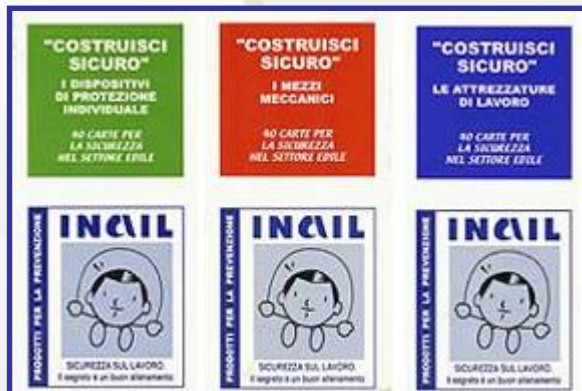 "COSTRUISCI
SICURO"
I DISPOSITIVI
DI PROTEZIONE
INDIVIDUALE
40 CARTE PER
LA SICUREZZA
NEL SETTORE EDILE
"COSTRUISCI
SICURO"
I MEZZI
MECCANICI
40 CARTE PER
LA SICUREZZA
NEL SETTORE EDILE
"COSTRUISCI
SICURO"
LE ATTREZZATURE
DI LAVORO
40 CARTE PER
LA SICUREZZA
NEL SETTORE EDILE
PRODOTTI PER LA PREVENZIONE
INAIL
SICUREZZA SUL LAVORO.
Il segreto è un buon allenamento
PRODOTTI PER LA PREVENZIONE
INAIL
SICUREZZA SUL LAVORO.
Il segreto è un buon allenamento
PRODOTTI PER LA PREVENZIONE
INAIL
SICUREZZA SUL LAVORO.
Il segreto è un buon allenamento